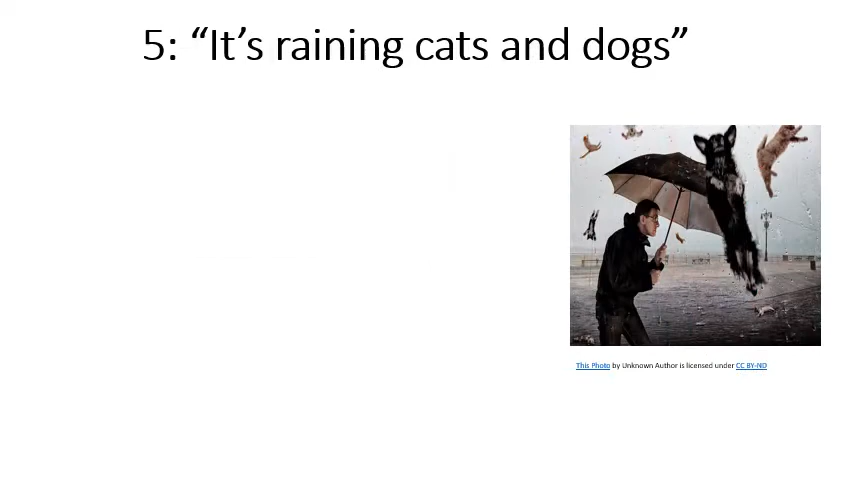 5: “It’s raining cats and dogs”
This Photo by Unknown Author is licensed under CC BY-ND